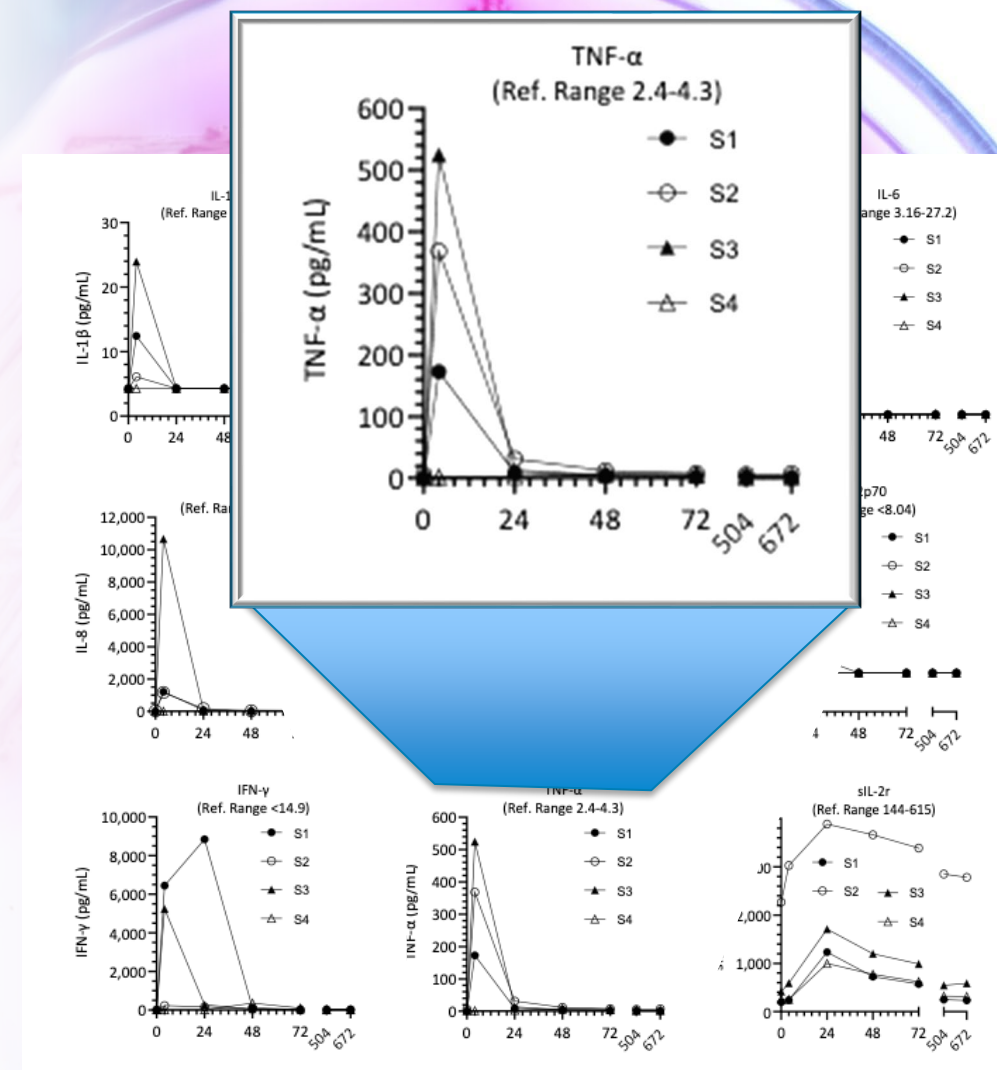 TNF-α
(Ref. Range 2.4-4.3)
TNF-α (pg/mL)
600
500
400
300
200
100
0
0 24 48 72 504 672
S1
S2
S3
S4
(Ref. Range
IL-1β (pg/mL)
30
20
10
0
0 24 48
IL-6
ange 3.16-27.2)
S1
S2
S3
S4
48 72 504 672
(Ref. Ra
IL-8 (pg/mL)
12,000
10,000
8,000
6,000
4,000
2,000
0
0 24 48
2p70
ge <8.04)
S1
S2
S3
S4
4 48 72 504 672
IFN-γ
(Ref. Range <14.9)
IFN-γ (pg/mL)
10,000
8,000
6,000
4,000
2,000
0
0 24 48 72 504 672
S1
S2
S3
S4
TNF-α
(Ref. Range 2.4-4.3)
TNF-α (pg/mL)
600
500
400
300
200
100
0
0 24 48 72 504 672
S1
S2
S3
S4
sIL-2r
(Ref. Range 144-615)
2,000
1,000
0
0 24 48 72 504 672
S1
S2
S3
S4